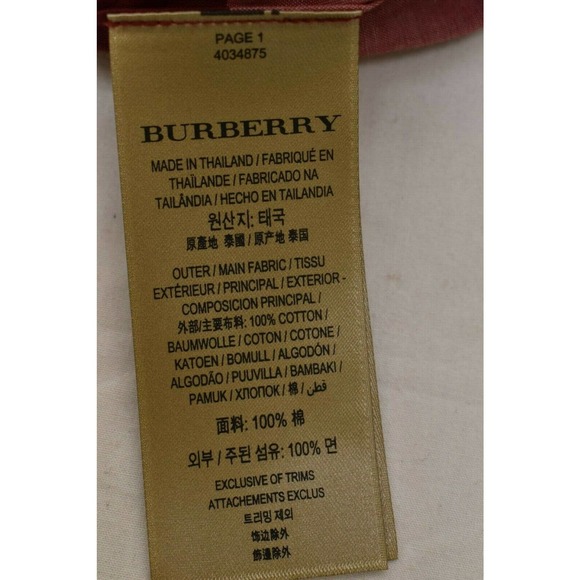 PAGE 1
4034875
BURBERRY
MADE IN THAILAND / FABRIQUÉ EN
THAÏLANDE / FABRICADO NA
TAILÂNDIA / HECHO EN TAILANDIA
원산지: 태국
原產地 泰國 / 原产地 泰国
OUTER / MAIN FABRIC / TISSU
EXTÉRIEUR / PRINCIPAL / EXTERIOR -
COMPOSICION PRINCIPAL /
外部/主要布料: 100% COTTON /
BAUMWOLLE / COTON / COTONE /
KATOEN / BOMULL / ALGODÓN /
ALGODÃO / PUUVILLA / BAMBAKI /
PAMUK / ХЛОПОК / 棉 / قطن /
面料: 100% 棉
외부 / 주된 섬유: 100% 면
EXCLUSIVE OF TRIMS
ATTACHEMENTS EXCLUS
트리밍 제외
饰边除外
飾邊除外